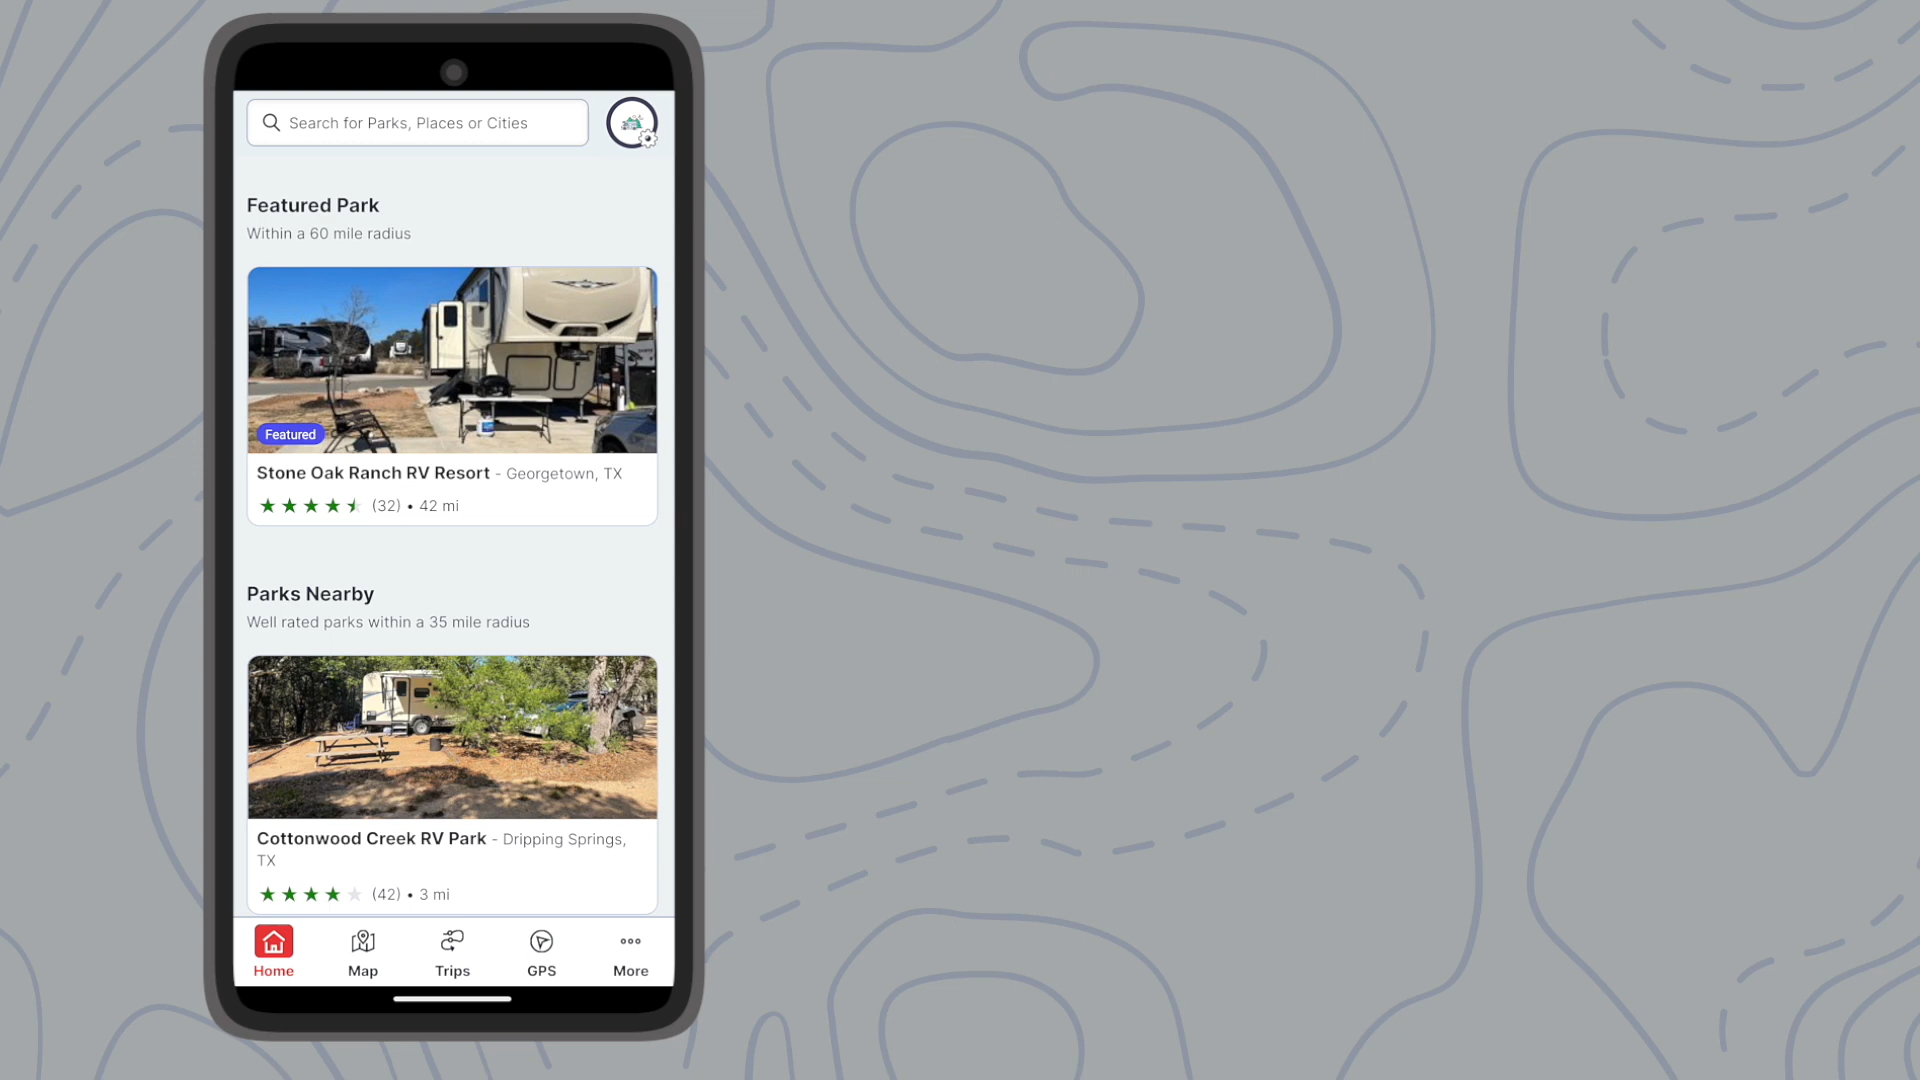 Search for Parks, Places or Cities
Featured Park
Within a 60 mile radius
Featured
Stone Oak Ranch RV Resort - Georgetown, TX
(32) • 42 mi
Parks Nearby
Well rated parks within a 35 mile radius
Cottonwood Creek RV Park - Dripping Springs,
TX
(42) • 3 mi
Home Map Trips GPS More